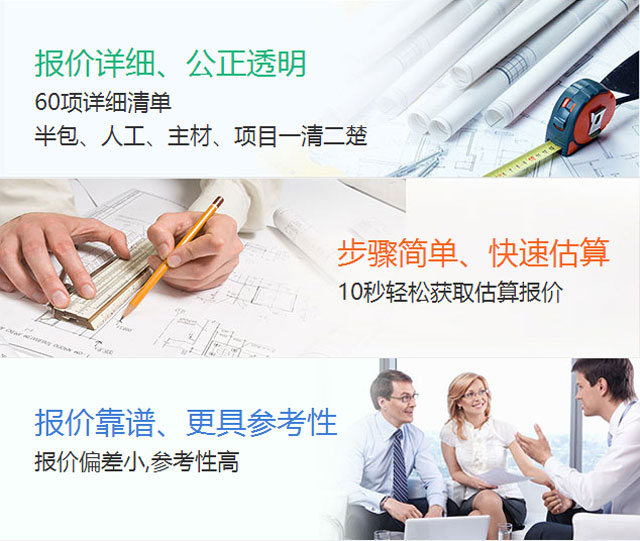 报价详细、公正透明
60项详细清单
半包、人工、主材、项目一清二楚
步骤简单、快速估算
10秒轻松获取估算报价
报价靠谱、更具参考性
报价偏差小,参考性高